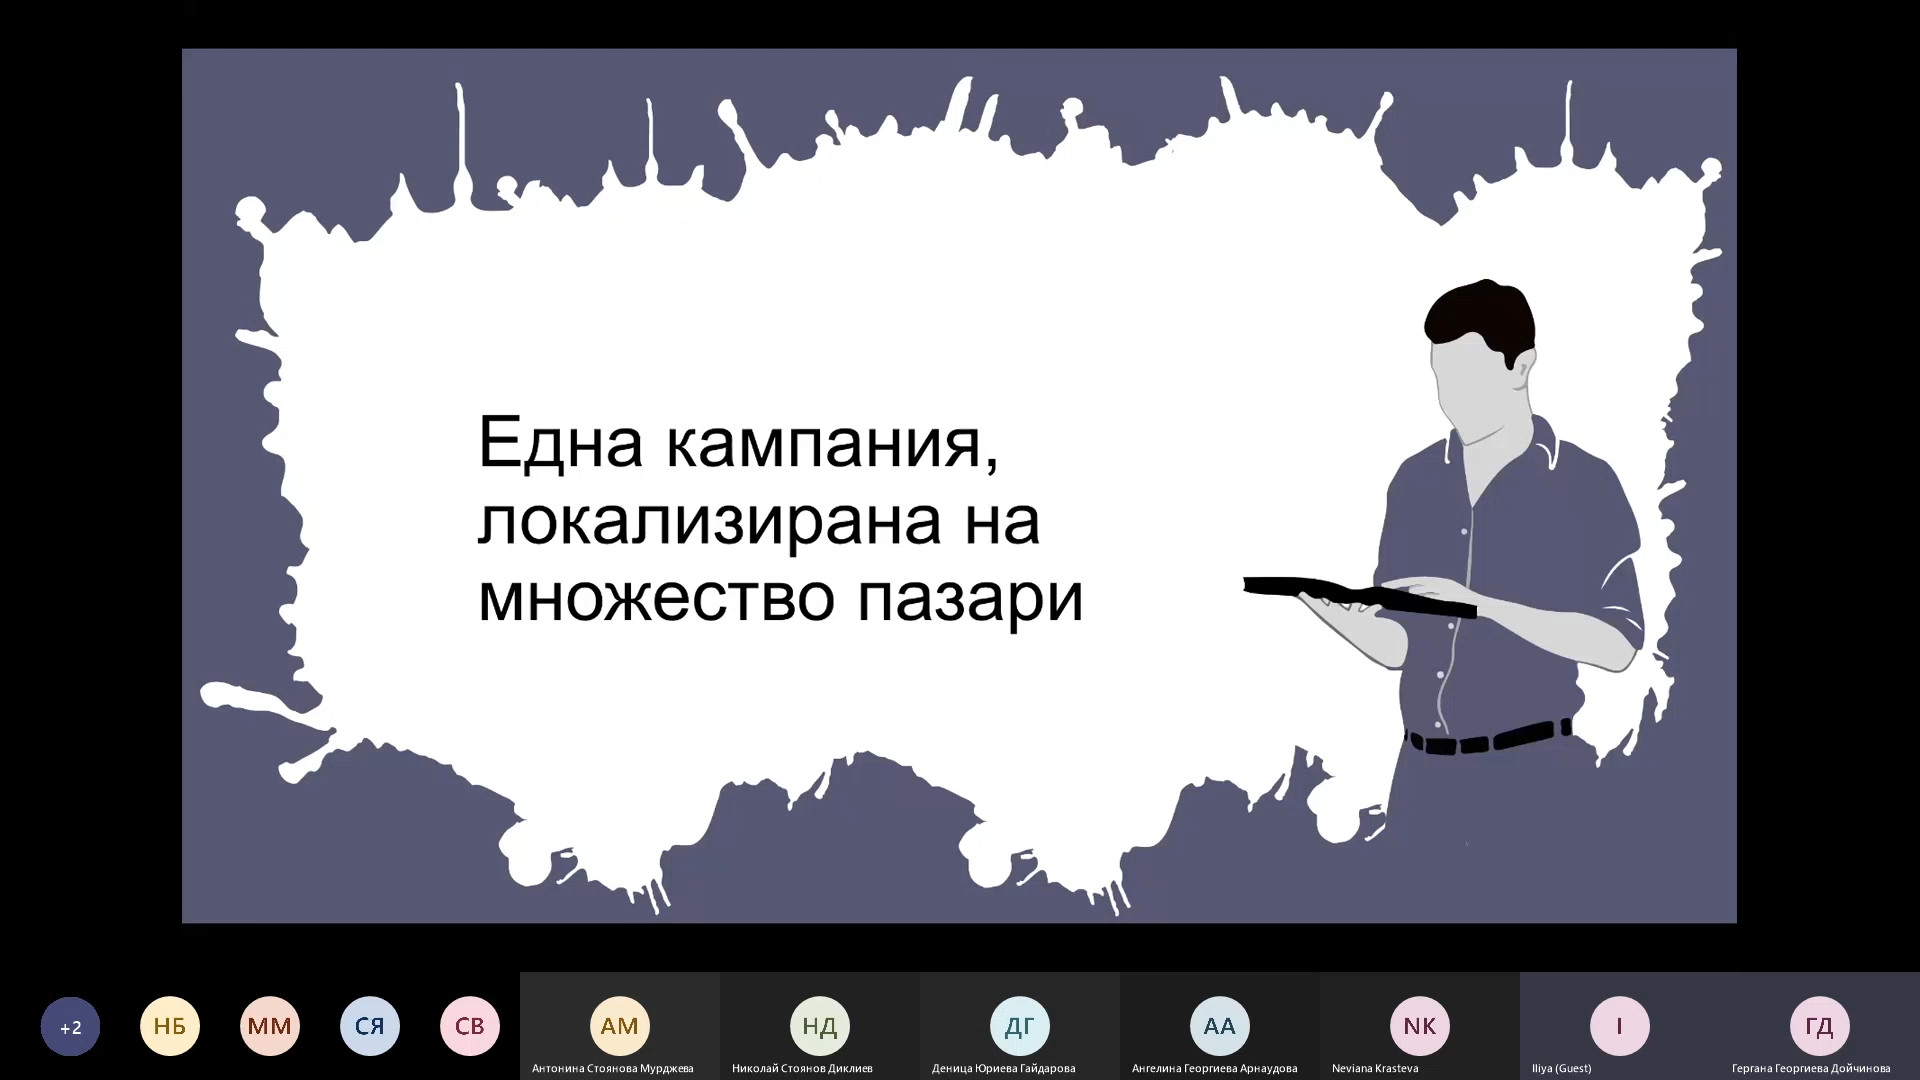 Една кампания,
локализирана на
множество пазари
+2
НБ
ММ
СЯ
СВ
АМ
НД
ДГ
АА
NK
I
ГД
Антонина Стоянова Мурджева
Николай Стоянов Диклиев
Деница Юриева Гайдарова
Ангелина Георгиева Арнаудова
Neviana Krasteva
Iliya (Guest)
Гергана Георгиева Дойчинова